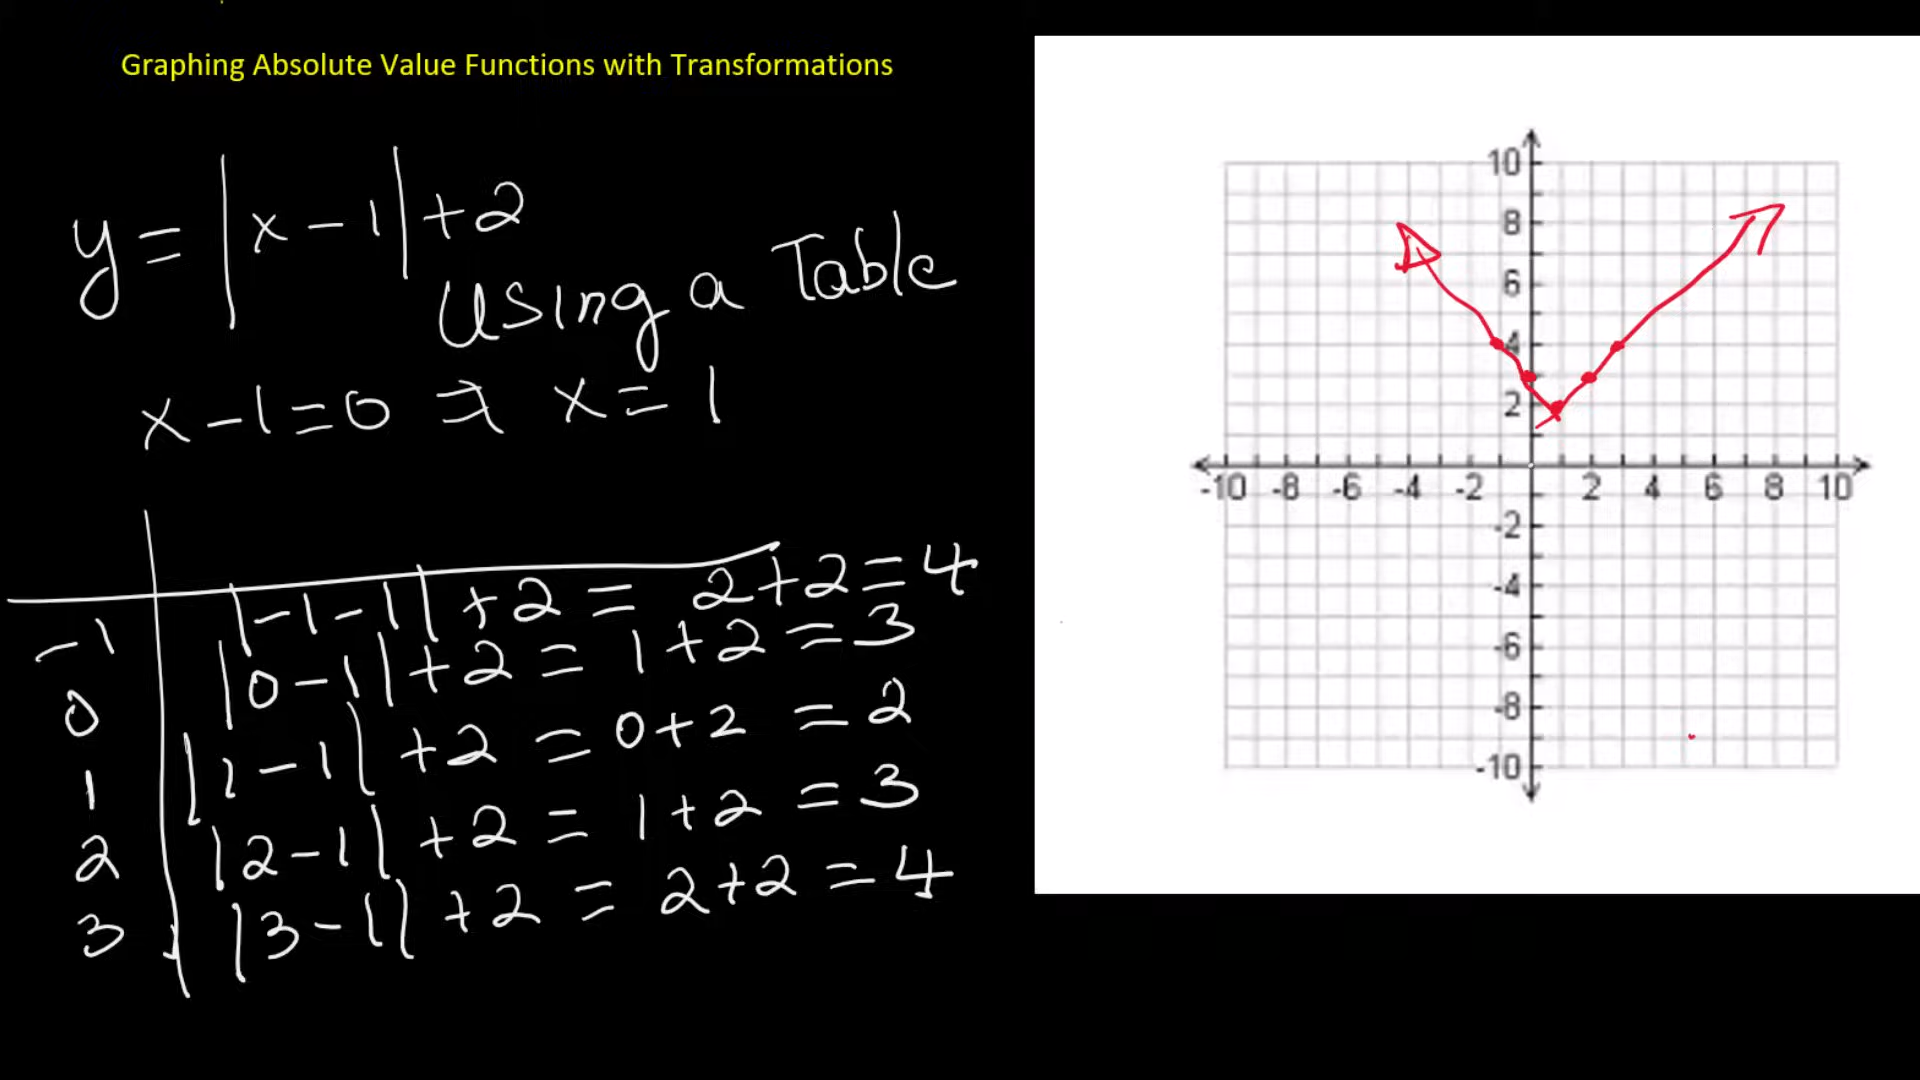 Graphing Absolute Value Functions with Transformations
y = |x - 1| + 2
Using a Table
x - 1 = 0 ⇒ x = 1
-1 |-1-1| + 2 = 2+2 = 4
0 |0-1| + 2 = 1+2 = 3
1 |1-1| + 2 = 0+2 = 2
2 |2-1| + 2 = 1+2 = 3
3 |3-1| + 2 = 2+2 = 4
10
8
6
4
2
-10 -8 -6 -4 -2 2 4 6 8 10
-2
-4
-6
-8
-10